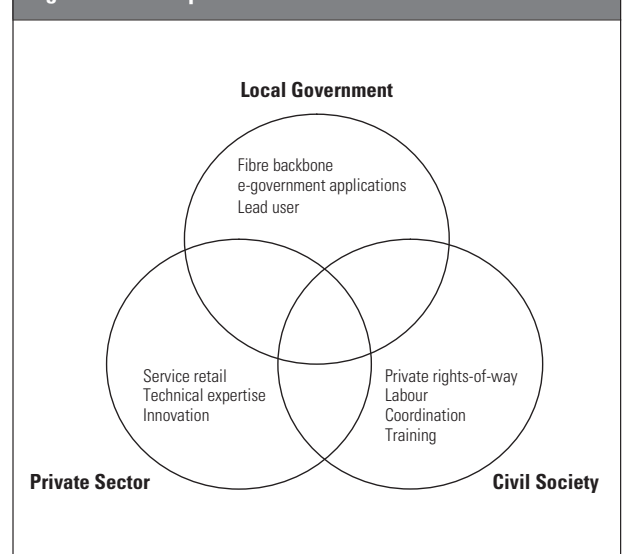 Local Government
Fibre backbone
e-government applications
Lead user
Service retail
Technical expertise
Innovation
Private rights-of-way
Labour
Coordination
Training
Private Sector
Civil Society